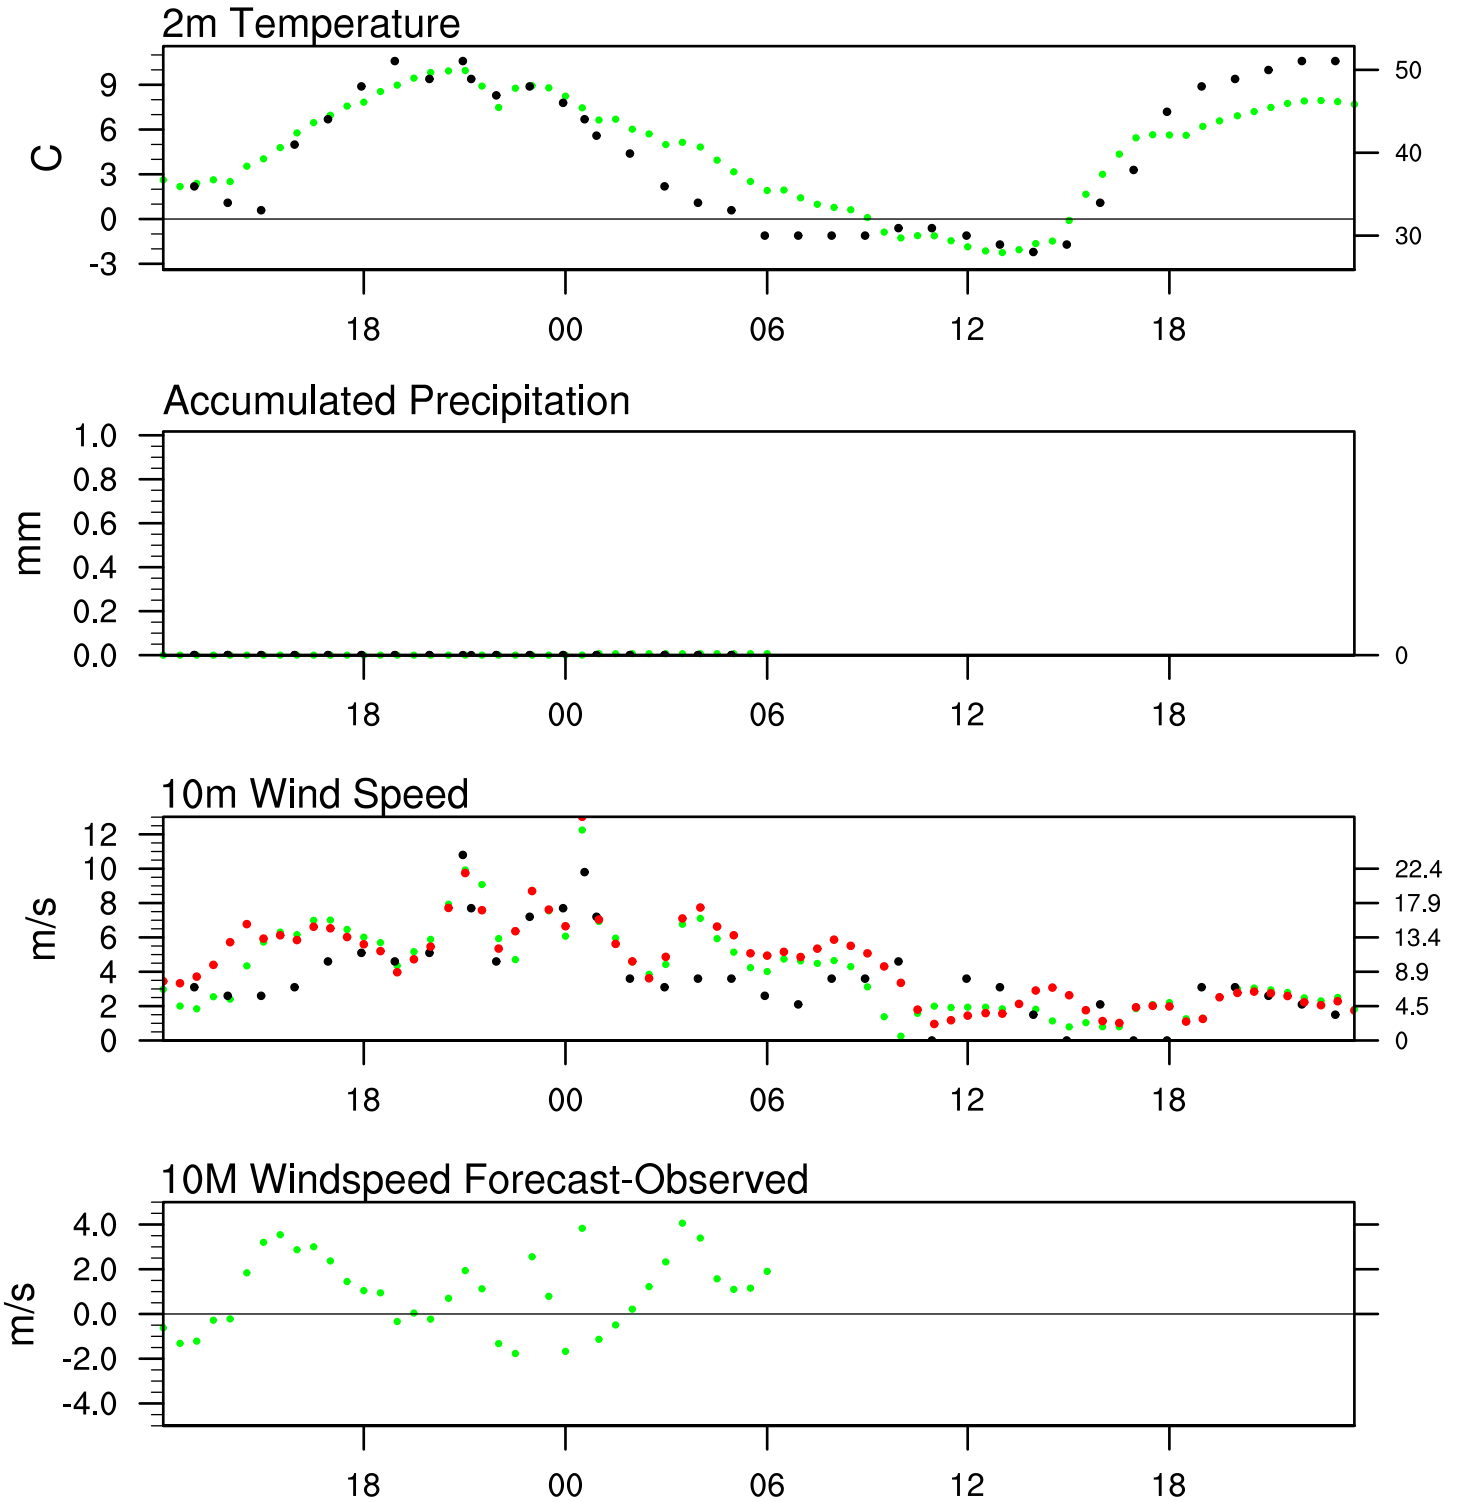 2m Temperature
C
9
6
3
0
-3
50
40
30
18 00 06 12 18
Accumulated Precipitation
mm
1.0
0.8
0.6
0.4
0.2
0.0
0
18 00 06 12 18
10m Wind Speed
m/s
12
10
8
6
4
2
0
22.4
17.9
13.4
8.9
4.5
0
18 00 06 12 18
10M Windspeed Forecast-Observed
m/s
4.0
2.0
0.0
-2.0
-4.0
18 00 06 12 18